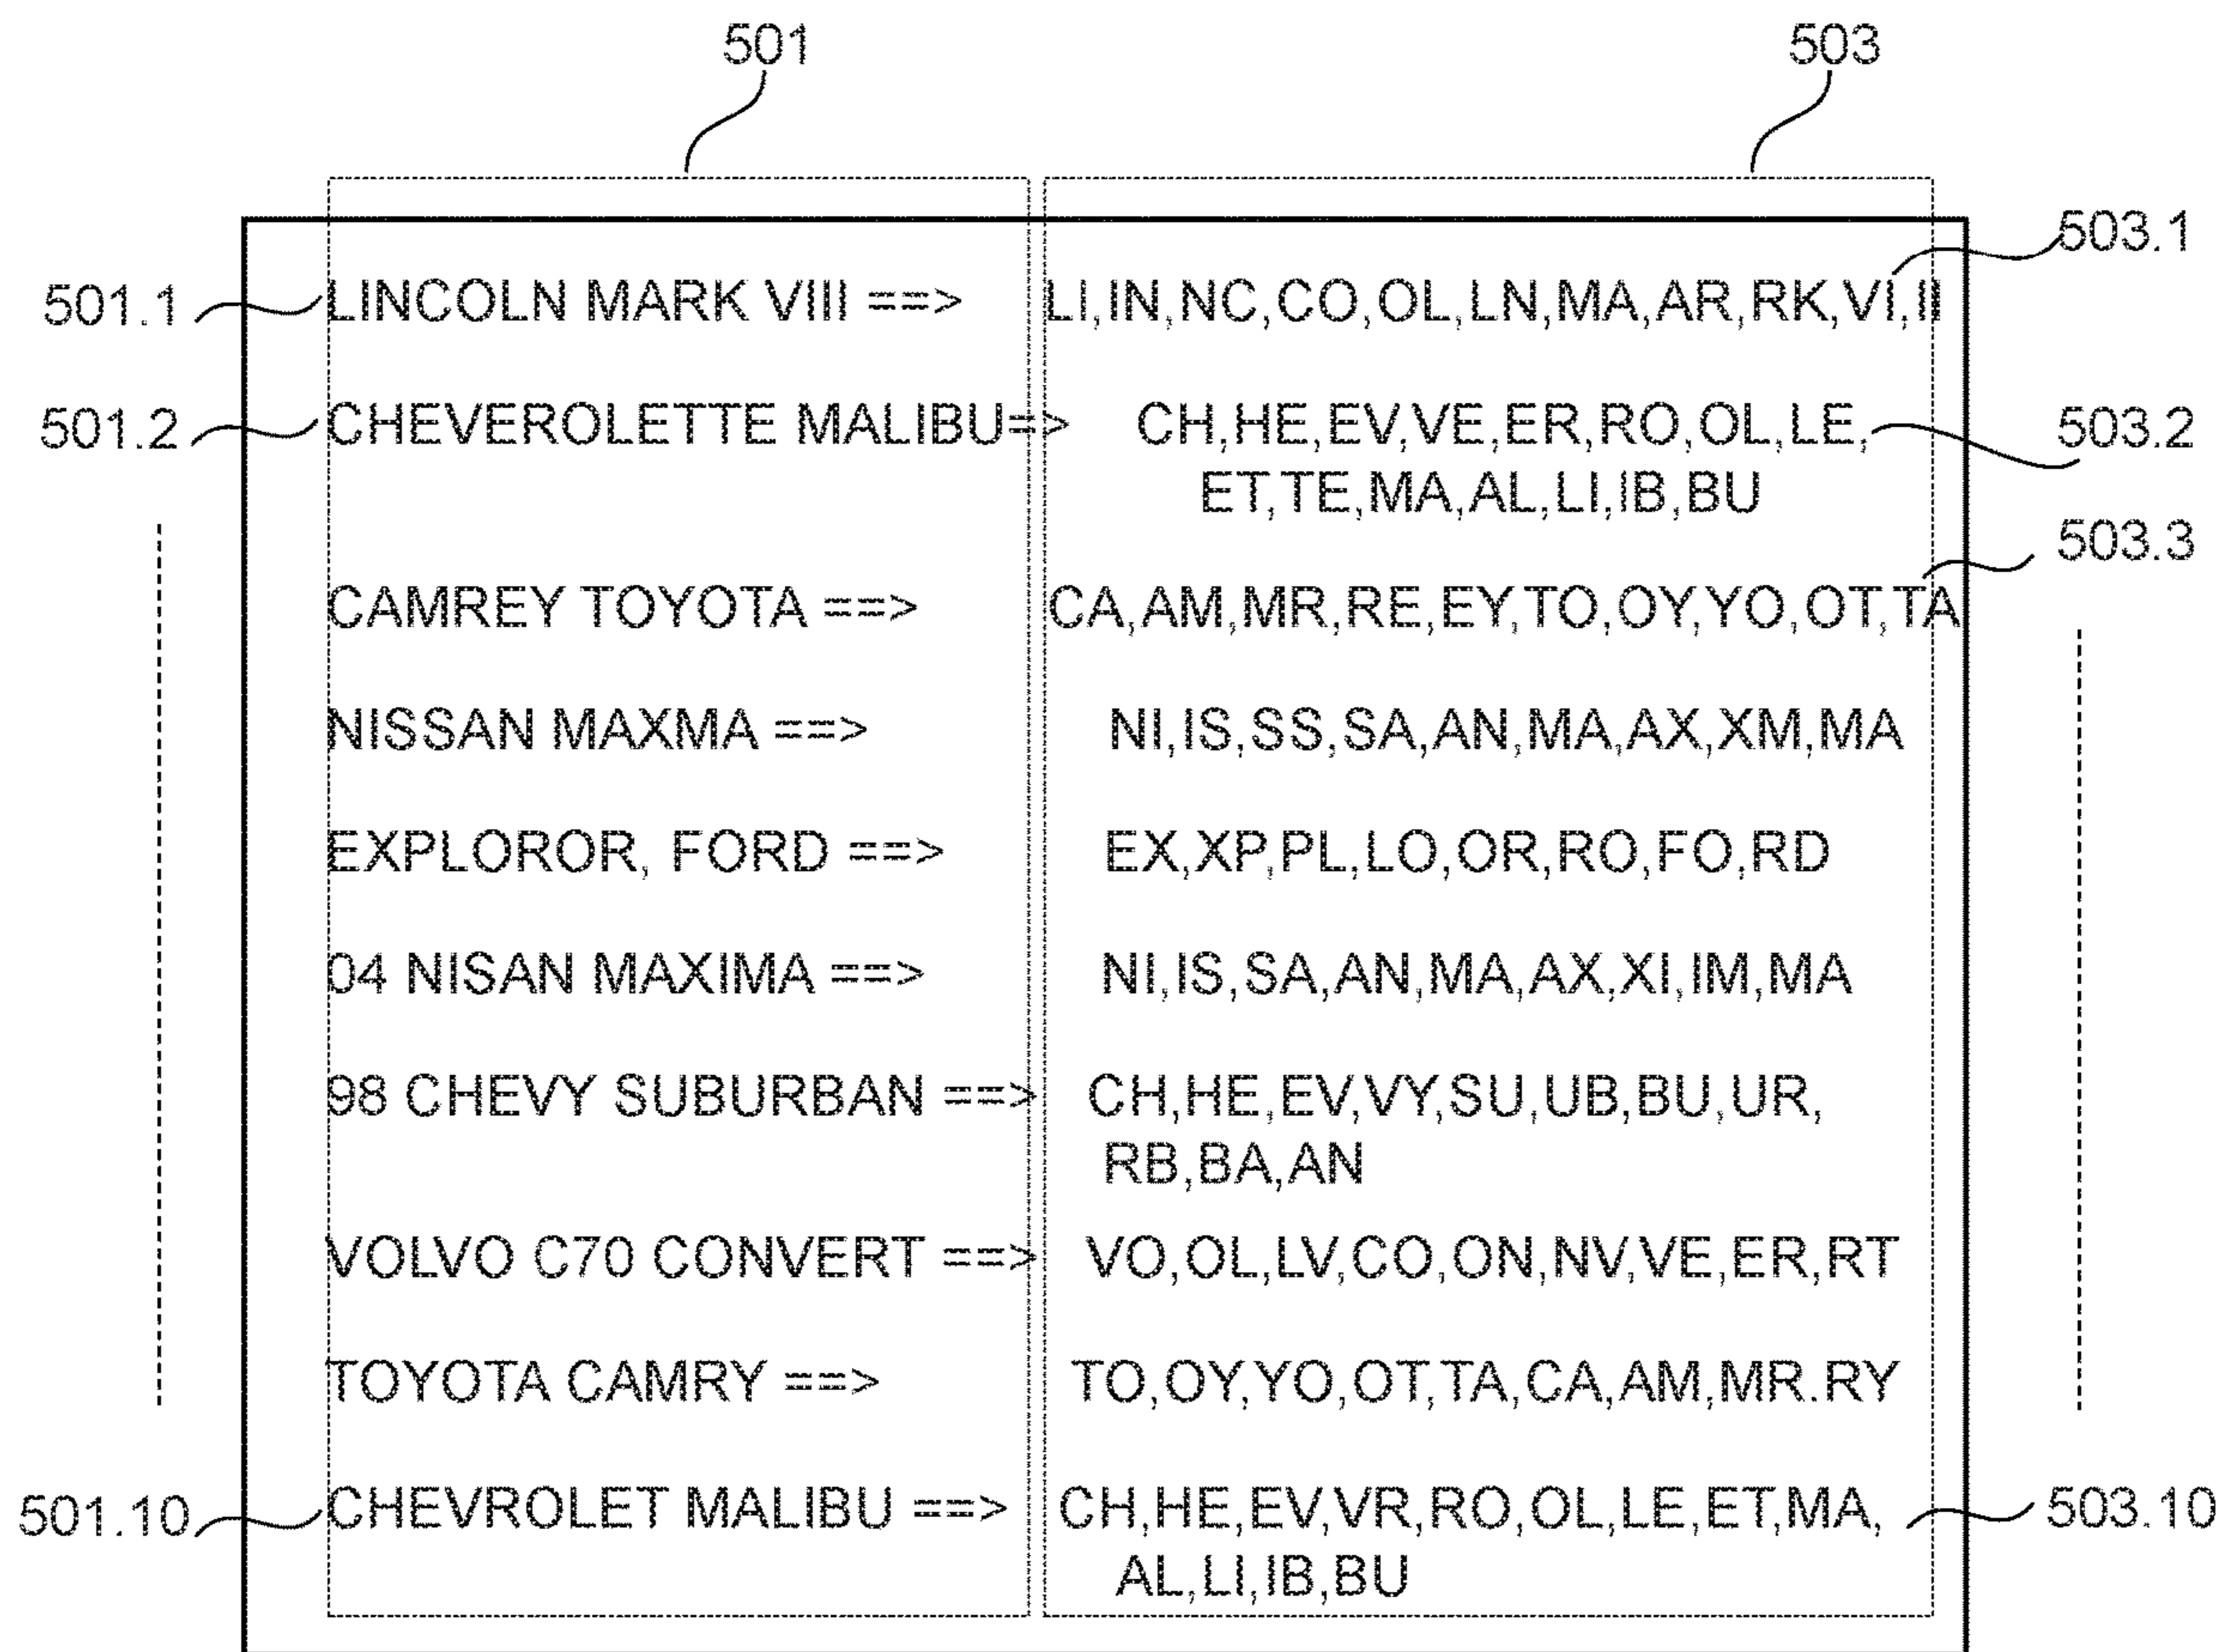 501 503
503.1
501.1 LINCOLN MARK VIII ==> LI,IN,NC,CO,OL,LN,MA,AR,RK,VI,II
501.2 CHEVEROLETTE MALIBU=> CH,HE,EV,VE,ER,RO,OL,LE, 503.2
ET,TE,MA,AL,LI,IB,BU
503.3
CAMREY TOYOTA ==> CA,AM,MR,RE,EY,TO,OY,YO,OT,TA
NISSAN MAXMA ==> NI,IS,SS,SA,AN,MA,AX,XM,MA
EXPLOROR, FORD ==> EX,XP,PL,LO,OR,RO,FO,RD
04 NISAN MAXIMA ==> NI,IS,SA,AN,MA,AX,XI,IM,MA
98 CHEVY SUBURBAN ==> CH,HE,EV,VY,SU,UB,BU,UR,
RB,BA,AN
VOLVO C70 CONVERT ==> VO,OL,LV,CO,ON,NV,VE,ER,RT
TOYOTA CAMRY ==> TO,OY,YO,OT,TA,CA,AM,MR.RY
501.10 CHEVROLET MALIBU ==> CH,HE,EV,VR,RO,OL,LE,ET,MA, 503.10
AL,LI,IB,BU